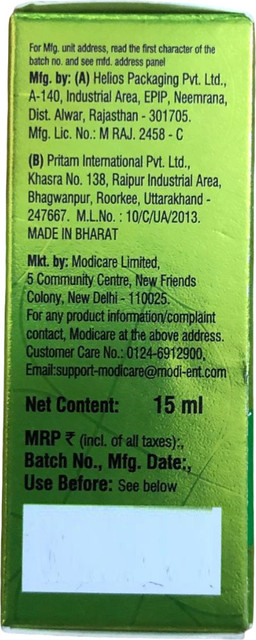 For Mfg. unit address, read the first character of the
batch no. and see mfd. address panel
Mfg. by: (A) Helios Packaging Pvt. Ltd.,
A-140, Industrial Area, EPIP, Neemrana,
Dist. Alwar, Rajasthan - 301705.
Mfg. Lic. No.: M RAJ. 2458 - C
(B) Pritam International Pvt. Ltd.,
Khasra No. 138, Raipur Industrial Area,
Bhagwanpur, Roorkee, Uttarakhand -
247667. M.L.No. : 10/C/UA/2013.
MADE IN BHARAT
Mkt. by: Modicare Limited,
5 Community Centre, New Friends
Colony, New Delhi - 110025.
For any product information/complaint
contact, Modicare at the above address.
Customer Care No.: 0124-6912900,
Email:support-modicare@modi-ent.com
Net Content: 15 ml
MRP ₹ (incl. of all taxes):,
Batch No., Mfg. Date:,
Use Before: See below